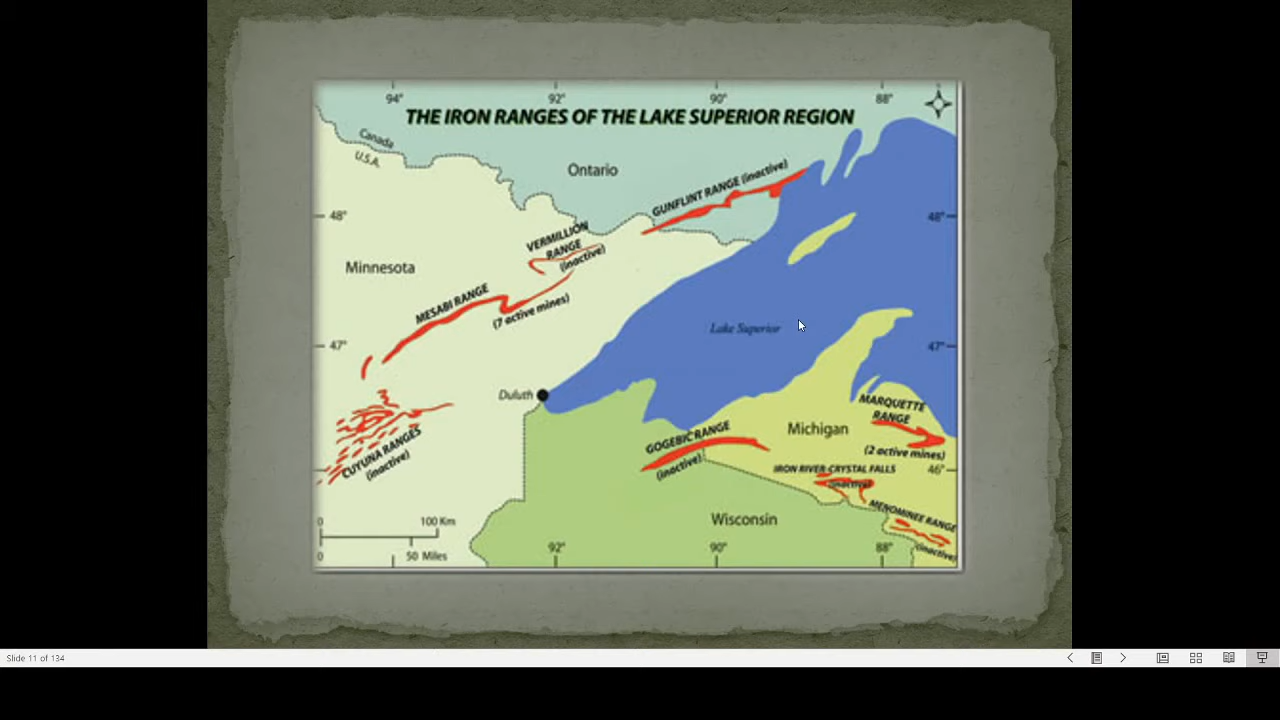 94°
92°
90°
88°
THE IRON RANGES OF THE LAKE SUPERIOR REGION
Canada
U.S.A.
Ontario
GUNFLINT RANGE (inactive)
48°
48°
VERMILLION
RANGE
(inactive)
Minnesota
MESABI RANGE
(7 active mines)
Lake Superior
47°
47°
Duluth
MARQUETTE
RANGE
(2 active mines)
Michigan
GOGEBIC RANGE
(inactive)
CUYUNA RANGES
(inactive)
46°
IRON RIVER-CRYSTAL FALLS
(inactive)
MENOMINEE RANGE
(inactive)
Wisconsin
0
100 Km
0
50 Miles
92°
90°
88°
Slide 11 of 134